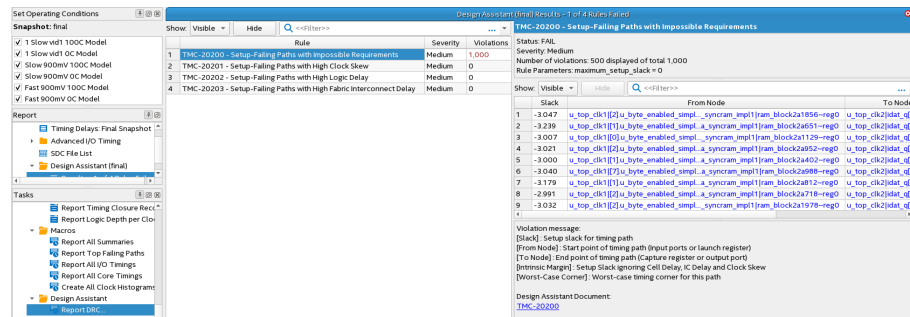 Design Assistant (final) Results - 1 of 4 Rules Failed
Set Operating Conditions
Snapshot: final
1 Slow vid1 100C Model
1 Slow vid1 0C Model
Slow 900mV 100C Model
Slow 900mV 0C Model
Fast 900mV 100C Model
Fast 900mV 0C Model
Report
Timing Delays: Final Snapshot
Advanced I/O Timing
SDC File List
Design Assistant (final)
Tasks
Report Timing Closure Reco
Report Logic Depth per Cloc
Macros
Report All Summaries
Report Top Failing Paths
Report All I/O Timings
Report All Core Timings
Create All Clock Histograms
Design Assistant
Report DRC...
Show: Visible Hide <<Filter>> ...
Rule Severity Violations
1 TMC-20200 - Setup-Failing Paths with Impossible Requirements Medium 1,000
2 TMC-20201 - Setup-Failing Paths with High Clock Skew Medium 0
3 TMC-20202 - Setup-Failing Paths with High Logic Delay Medium 0
4 TMC-20203 - Setup-Failing Paths with High Fabric Interconnect Delay Medium 0
TMC-20200 - Setup-Failing Paths with Impossible Requirements
Status: FAIL
Severity: Medium
Number of violations: 500 displayed of total 1,000
Rule Parameters: maximum_setup_slack = 0
Show: Visible Hide <<Filter>> ...
Slack From Node To Node
1 -3.047 u_top_clk1|[2].u_byte_enabled_simpl..._syncram_impl1|ram_block2a1856~reg0 u_top_clk2|idat_q[
2 -3.239 u_top_clk1|[2].u_byte_enabled_simpl...a_syncram_impl1|ram_block2a651~reg0 u_top_clk2|idat_q[
3 -3.007 u_top_clk1|[0].u_byte_enabled_simpl..._syncram_impl1|ram_block2a1129~reg0 u_top_clk2|idat_q[
4 -3.021 u_top_clk1|[2].u_byte_enabled_simpl...a_syncram_impl1|ram_block2a952~reg0 u_top_clk2|idat_q[
5 -3.000 u_top_clk1|[2].u_byte_enabled_simpl...a_syncram_impl1|ram_block2a402~reg0 u_top_clk2|idat_q[
6 -3.040 u_top_clk1|[7].u_byte_enabled_simpl...a_syncram_impl1|ram_block2a988~reg0 u_top_clk2|idat_q[
7 -3.179 u_top_clk1|[7].u_byte_enabled_simpl...a_syncram_impl1|ram_block2a812~reg0 u_top_clk2|idat_q[
8 -2.991 u_top_clk1|[2].u_byte_enabled_simpl...a_syncram_impl1|ram_block2a718~reg0 u_top_clk2|idat_q[
9 -3.032 u_top_clk1|[2].u_byte_enabled_simpl..._syncram_impl1|ram_block2a1978~reg0 u_top_clk2|idat_q[
Violation message:
[Slack] : Setup slack for timing path
[From Node] : Start point of timing path (Input ports or launch register)
[To Node] : End point of timing path (Capture register or output port)
[Intrinsic Margin] : Setup Slack ignoring Cell Delay, IC Delay and Clock Skew
[Worst-Case Corner] : Worst-case timing corner for this path
Design Assistant Document:
TMC-20200